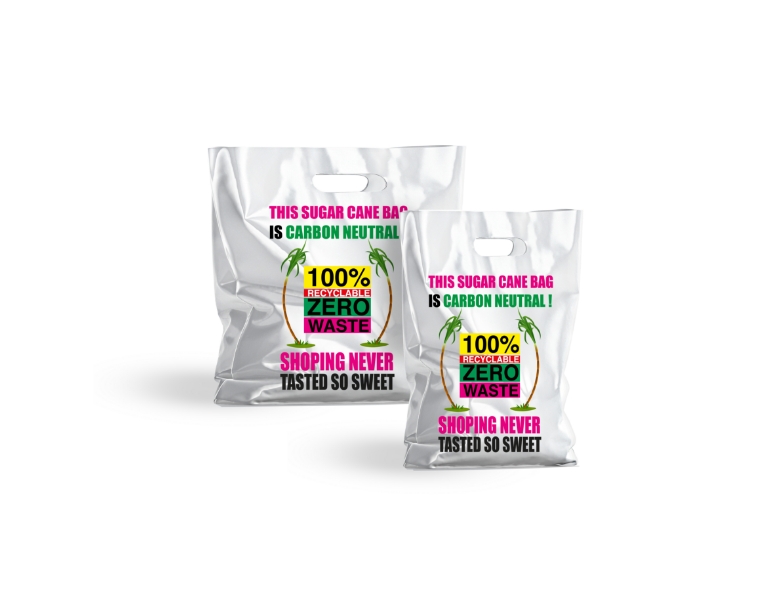 THIS SUGAR CANE BAG
IS CARBON NEUTRAL
100%
RECYCLABLE
ZERO
WASTE
SHOPING NEVER
TASTED SO SWEET
THIS SUGAR CANE BAG
IS CARBON NEUTRAL !
100%
RECYCLABLE
ZERO
WASTE
SHOPING NEVER
TASTED SO SWEET